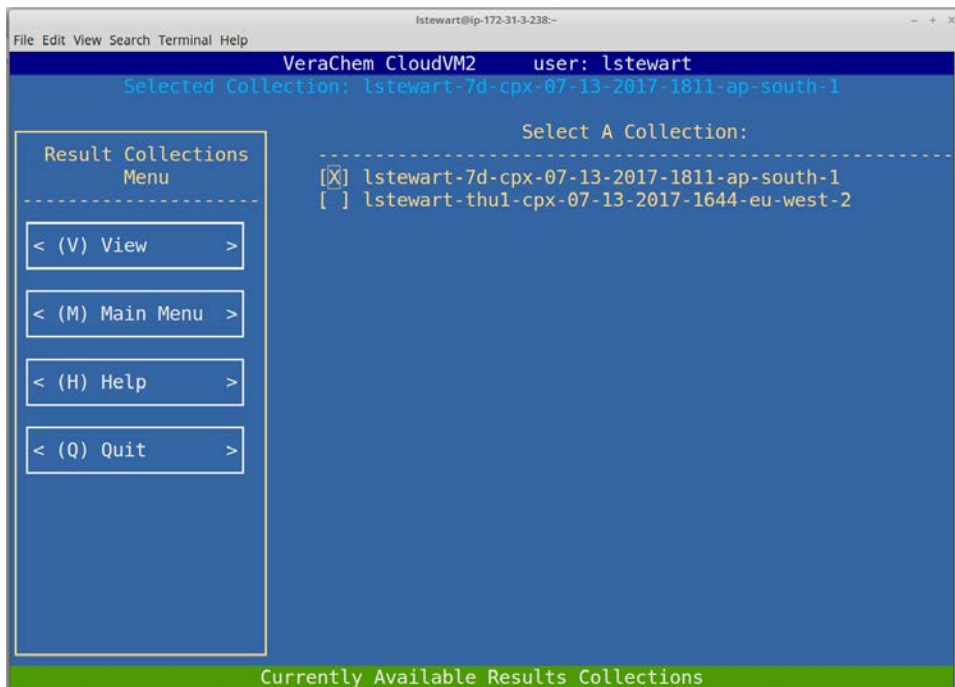 lstewart@ip-172-31-3-238:~
File Edit View Search Terminal Help
VeraChem CloudVM2 user: lstewart
Selected Collection: lstewart-7d-cpx-07-13-2017-1811-ap-south-1
Result Collections
Menu
--------------------
< (V) View >
< (M) Main Menu >
< (H) Help >
< (Q) Quit >
Select A Collection:
----------------------------------------------------------
[X] lstewart-7d-cpx-07-13-2017-1811-ap-south-1
[ ] lstewart-thu1-cpx-07-13-2017-1644-eu-west-2
Currently Available Results Collections